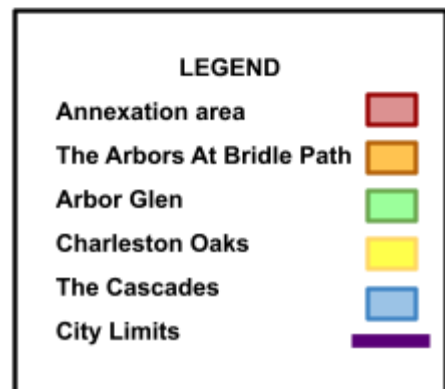 LEGEND
Annexation area
The Arbors At Bridle Path
Arbor Glen
Charleston Oaks
The Cascades
City Limits